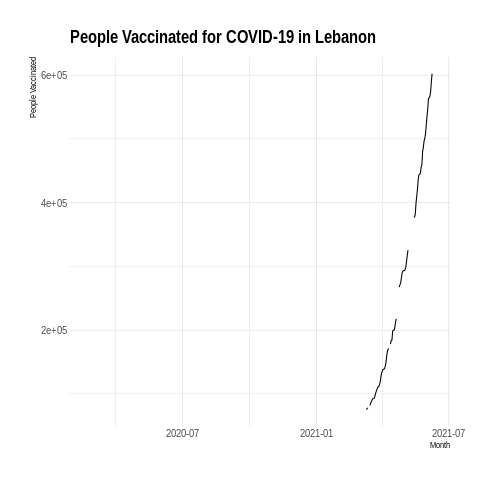 People Vaccinated for COVID-19 in Lebanon
People Vaccinated
6e+05
4e+05
2e+05
2020-07 2021-01 2021-07
Month